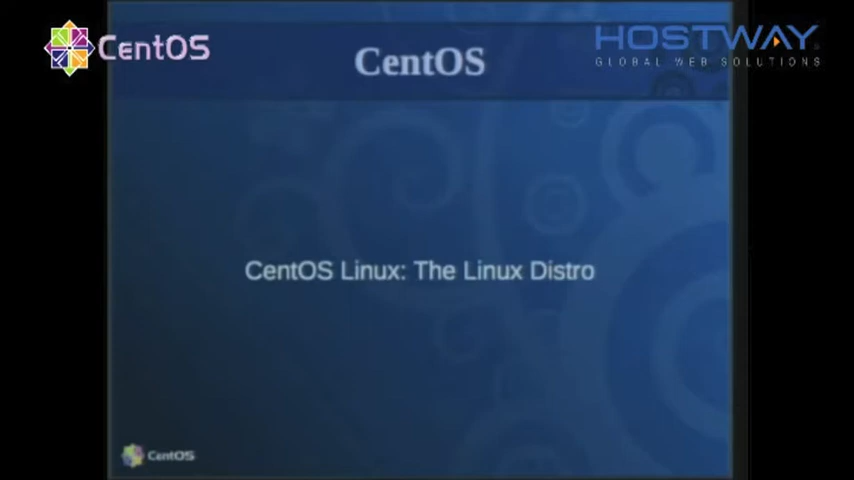 CentOS
HOSTWAY
GLOBAL WEB SOLUTIONS
CentOS
CentOS Linux: The Linux Distro
CentOS